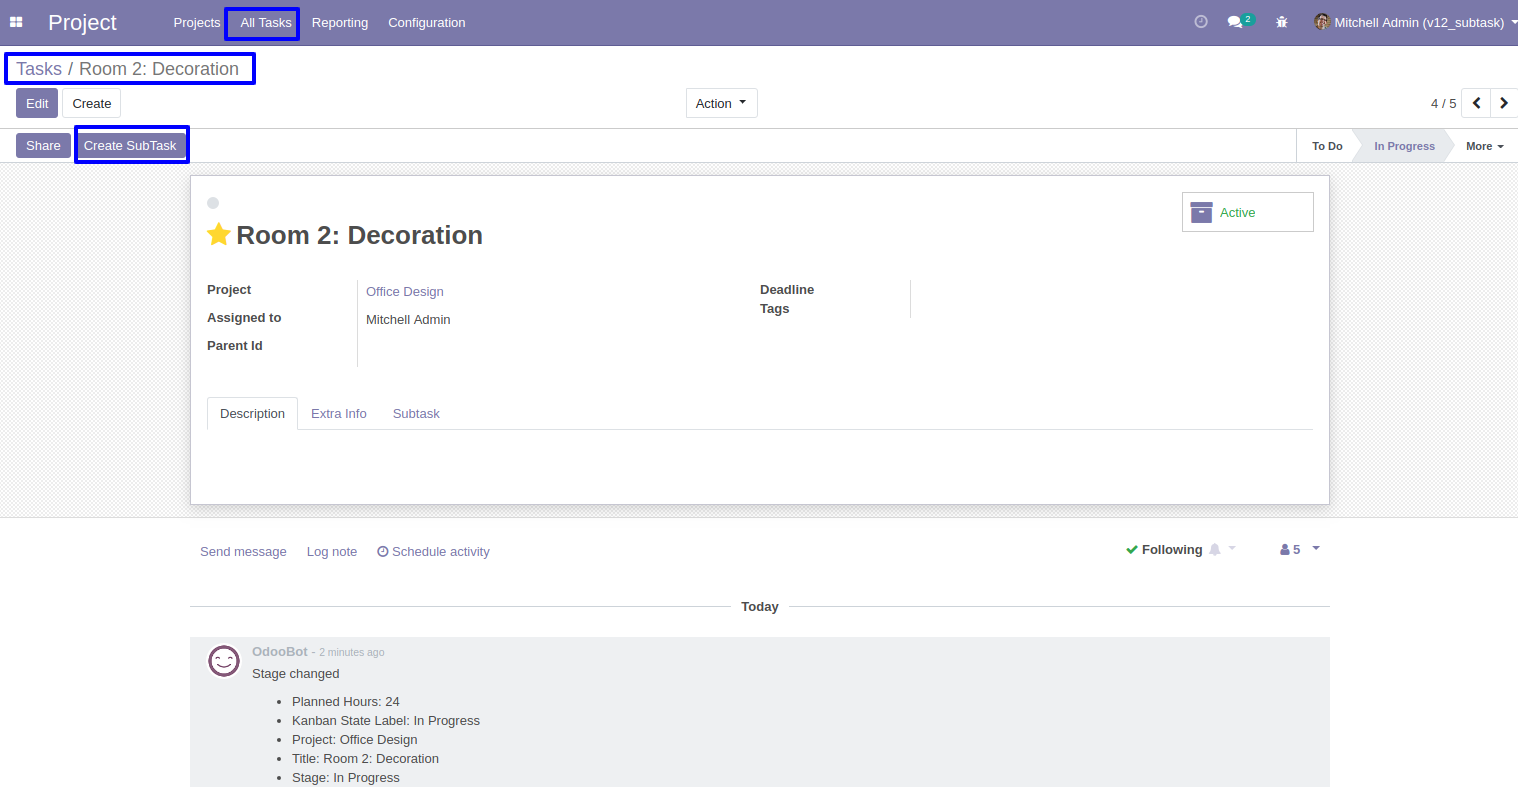 Project Projects All Tasks Reporting Configuration 2 Mitchell Admin (v12_subtask)
Tasks / Room 2: Decoration
Edit Create Action 4 / 5
Share Create SubTask To Do In Progress More
Active
Room 2: Decoration
Project Office Design Deadline
Tags
Assigned to Mitchell Admin
Parent Id
Description Extra Info Subtask
Send message Log note Schedule activity Following 5
Today
OdooBot - 2 minutes ago
Stage changed
• Planned Hours: 24
• Kanban State Label: In Progress
• Project: Office Design
• Title: Room 2: Decoration
• Stage: In Progress